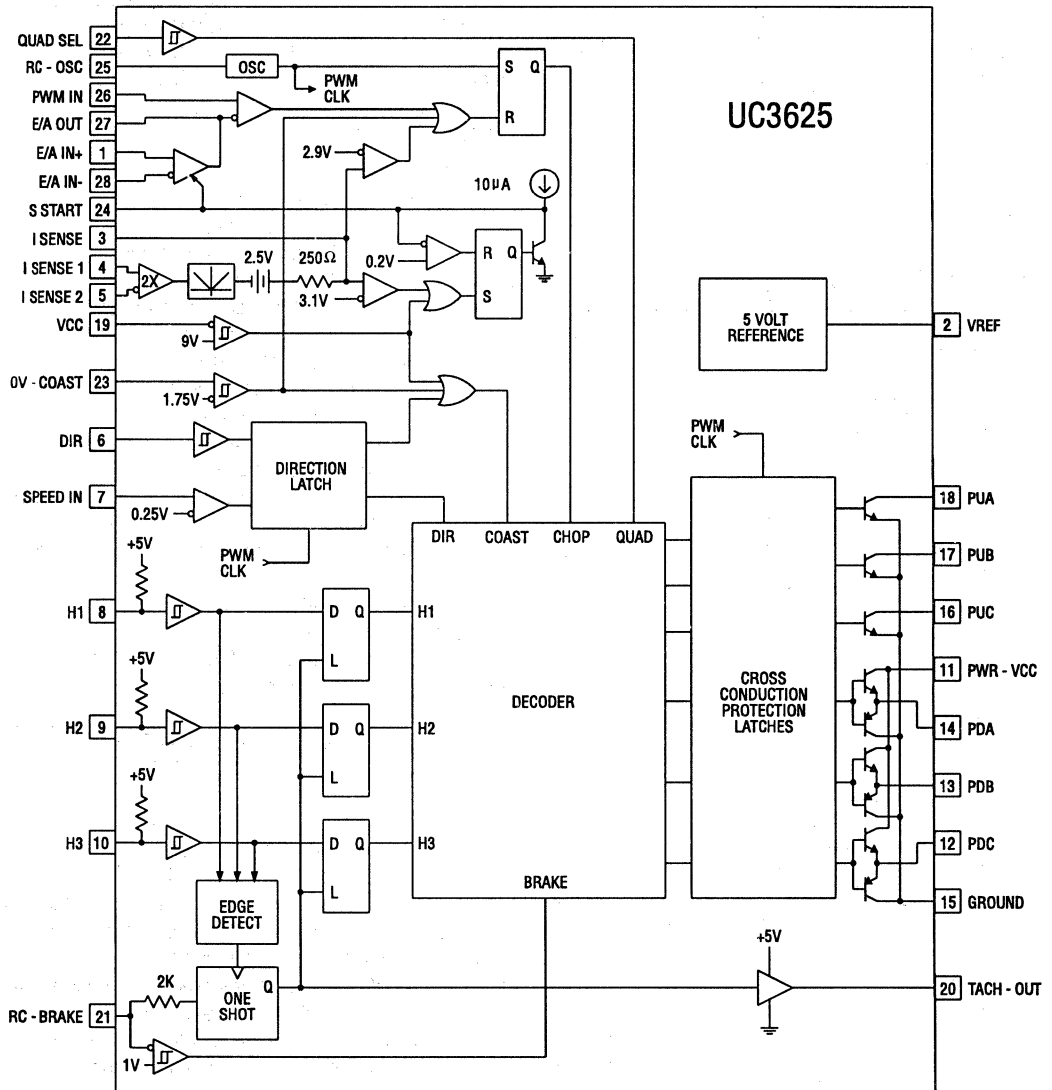 QUAD SEL 22
RC - OSC 25 OSC
PWM CLK
S Q
R
PWM IN 26
E/A OUT 27
E/A IN+ 1
E/A IN- 28
2.9V
UC3625
10µA
S START 24
I SENSE 3
I SENSE 1 4
I SENSE 2 5
2X
2.5V
250Ω
0.2V
3.1V
R Q
S
VCC 19
9V
5 VOLT
REFERENCE
2 VREF
0V - COAST 23
1.75V
DIR 6
SPEED IN 7
0.25V
DIRECTION
LATCH
PWM
CLK
PWM
CLK
DIR COAST CHOP QUAD
+5V
H1 8
D Q
L
H1
+5V
H2 9
D Q
L
H2
+5V
H3 10
D Q
L
H3
DECODER
BRAKE
CROSS
CONDUCTION
PROTECTION
LATCHES
18 PUA
17 PUB
16 PUC
11 PWR - VCC
14 PDA
13 PDB
12 PDC
15 GROUND
EDGE
DETECT
2K
ONE
SHOT
Q
RC - BRAKE 21
1V
+5V
20 TACH - OUT